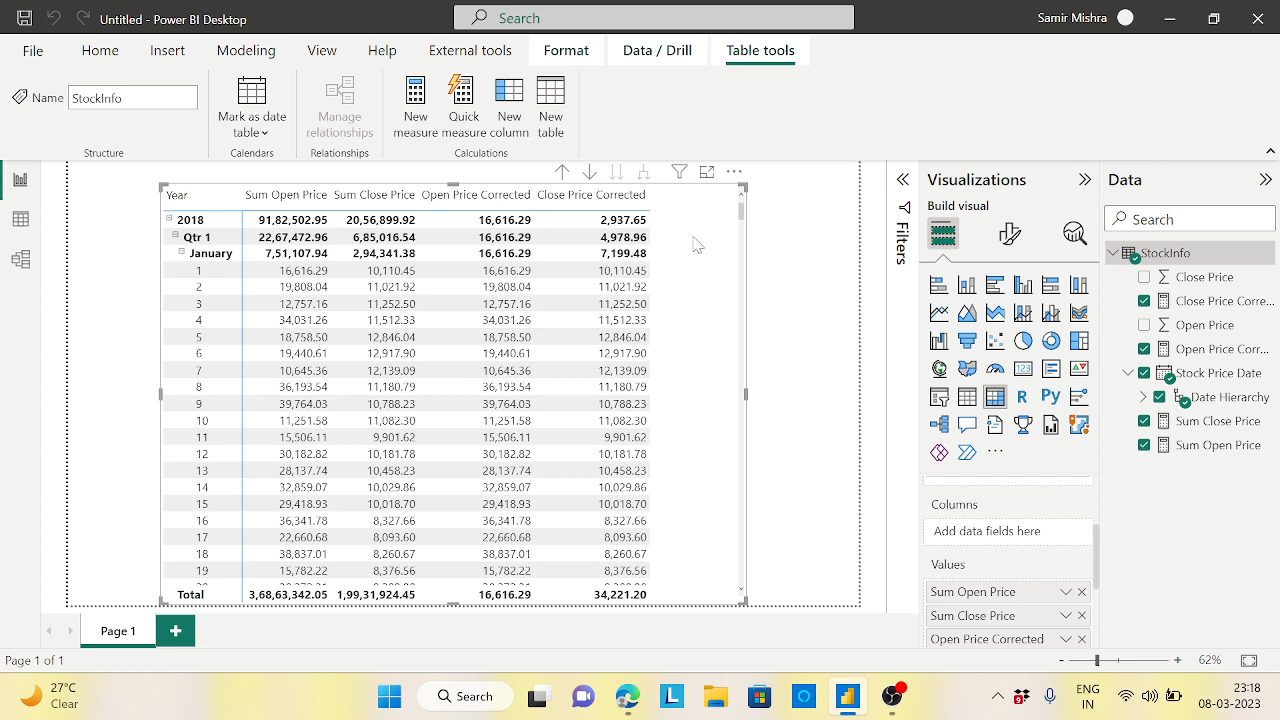 Untitled - Power BI Desktop
Search
Samir Mishra
File Home Insert Modeling View Help External tools Format Data / Drill Table tools
Name StockInfo
Mark as date table
Manage relationships
New measure
Quick measure
New column
New table
Structure Calendars Relationships Calculations
Year Sum Open Price Sum Close Price Open Price Corrected Close Price Corrected
2018 91,82,502.95 20,56,899.92 16,616.29 2,937.65
Qtr 1 22,67,472.96 6,85,016.54 16,616.29 4,978.96
January 7,51,107.94 2,94,341.38 16,616.29 7,199.48
1 16,616.29 10,110.45 16,616.29 10,110.45
2 19,808.04 11,021.92 19,808.04 11,021.92
3 12,757.16 11,252.50 12,757.16 11,252.50
4 34,031.26 11,512.33 34,031.26 11,512.33
5 18,758.50 12,846.04 18,758.50 12,846.04
6 19,440.61 12,917.90 19,440.61 12,917.90
7 10,645.36 12,139.09 10,645.36 12,139.09
8 36,193.54 11,180.79 36,193.54 11,180.79
9 39,764.03 10,788.23 39,764.03 10,788.23
10 11,251.58 11,082.30 11,251.58 11,082.30
11 15,506.11 9,901.62 15,506.11 9,901.62
12 30,182.82 10,181.78 30,182.82 10,181.78
13 28,137.74 10,458.23 28,137.74 10,458.23
14 32,859.07 10,029.86 32,859.07 10,029.86
15 29,418.93 10,018.70 29,418.93 10,018.70
16 36,341.78 8,327.66 36,341.78 8,327.66
17 22,660.68 8,093.60 22,660.68 8,093.60
18 38,837.01 8,260.67 38,837.01 8,260.67
19 15,782.22 8,376.56 15,782.22 8,376.56
Total 3,68,63,342.05 1,99,31,924.45 16,616.29 34,221.20
Filters
Visualizations
Build visual
R Py
123
Columns
Add data fields here
Values
Sum Open Price
Sum Close Price
Open Price Corrected
Data
Search
StockInfo
Close Price
Close Price Corre...
Open Price
Open Price Corr...
Stock Price Date
Date Hierarchy
Sum Close Price
Sum Open Price
Page 1
Page 1 of 1
62%
27°C
Clear
Search
ENG
IN
23:18
08-03-2023